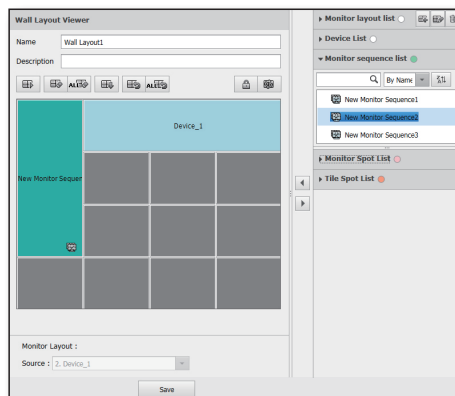 Wall Layout Viewer
Name
Wall Layout1
Description
ALL
ALL
New Monitor Sequer
Device_1
Monitor Layout :
Source :
2. Device_1
Save
Monitor layout list
Device List
Monitor sequence list
By Name
New Monitor Sequence1
New Monitor Sequence2
New Monitor Sequence3
Monitor Spot List
Tile Spot List